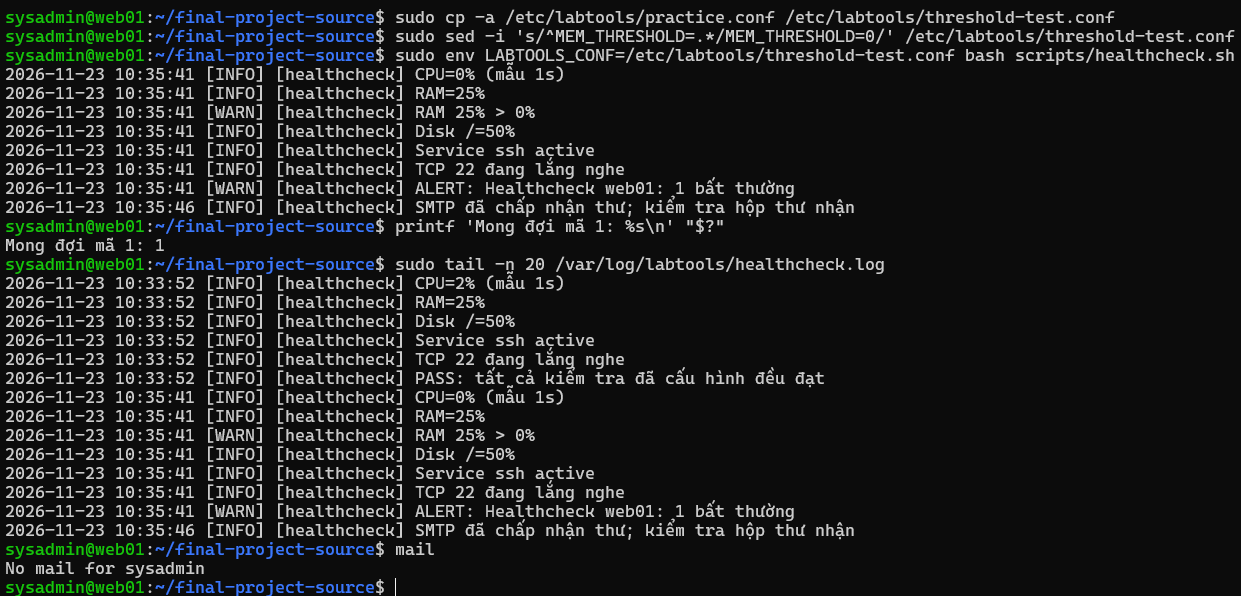 sysadmin@web01:~/final-project-source$ sudo cp -a /etc/labtools/practice.conf /etc/labtools/threshold-test.conf
sysadmin@web01:~/final-project-source$ sudo sed -i 's/^MEM_THRESHOLD=.*/MEM_THRESHOLD=0/' /etc/labtools/threshold-test.conf
sysadmin@web01:~/final-project-source$ sudo env LABTOOLS_CONF=/etc/labtools/threshold-test.conf bash scripts/healthcheck.sh
2026-11-23 10:35:41 [INFO] [healthcheck] CPU=0% (mẫu 1s)
2026-11-23 10:35:41 [INFO] [healthcheck] RAM=25%
2026-11-23 10:35:41 [WARN] [healthcheck] RAM 25% > 0%
2026-11-23 10:35:41 [INFO] [healthcheck] Disk /=50%
2026-11-23 10:35:41 [INFO] [healthcheck] Service ssh active
2026-11-23 10:35:41 [INFO] [healthcheck] TCP 22 đang lắng nghe
2026-11-23 10:35:41 [WARN] [healthcheck] ALERT: Healthcheck web01: 1 bất thường
2026-11-23 10:35:46 [INFO] [healthcheck] SMTP đã chấp nhận thư; kiểm tra hộp thư nhận
sysadmin@web01:~/final-project-source$ printf 'Mong đợi mã 1: %s\n' "$?"
Mong đợi mã 1: 1
sysadmin@web01:~/final-project-source$ sudo tail -n 20 /var/log/labtools/healthcheck.log
2026-11-23 10:33:52 [INFO] [healthcheck] CPU=2% (mẫu 1s)
2026-11-23 10:33:52 [INFO] [healthcheck] RAM=25%
2026-11-23 10:33:52 [INFO] [healthcheck] Disk /=50%
2026-11-23 10:33:52 [INFO] [healthcheck] Service ssh active
2026-11-23 10:33:52 [INFO] [healthcheck] TCP 22 đang lắng nghe
2026-11-23 10:33:52 [INFO] [healthcheck] PASS: tất cả kiểm tra đã cấu hình đều đạt
2026-11-23 10:35:41 [INFO] [healthcheck] CPU=0% (mẫu 1s)
2026-11-23 10:35:41 [INFO] [healthcheck] RAM=25%
2026-11-23 10:35:41 [WARN] [healthcheck] RAM 25% > 0%
2026-11-23 10:35:41 [INFO] [healthcheck] Disk /=50%
2026-11-23 10:35:41 [INFO] [healthcheck] Service ssh active
2026-11-23 10:35:41 [INFO] [healthcheck] TCP 22 đang lắng nghe
2026-11-23 10:35:41 [WARN] [healthcheck] ALERT: Healthcheck web01: 1 bất thường
2026-11-23 10:35:46 [INFO] [healthcheck] SMTP đã chấp nhận thư; kiểm tra hộp thư nhận
sysadmin@web01:~/final-project-source$ mail
No mail for sysadmin
sysadmin@web01:~/final-project-source$